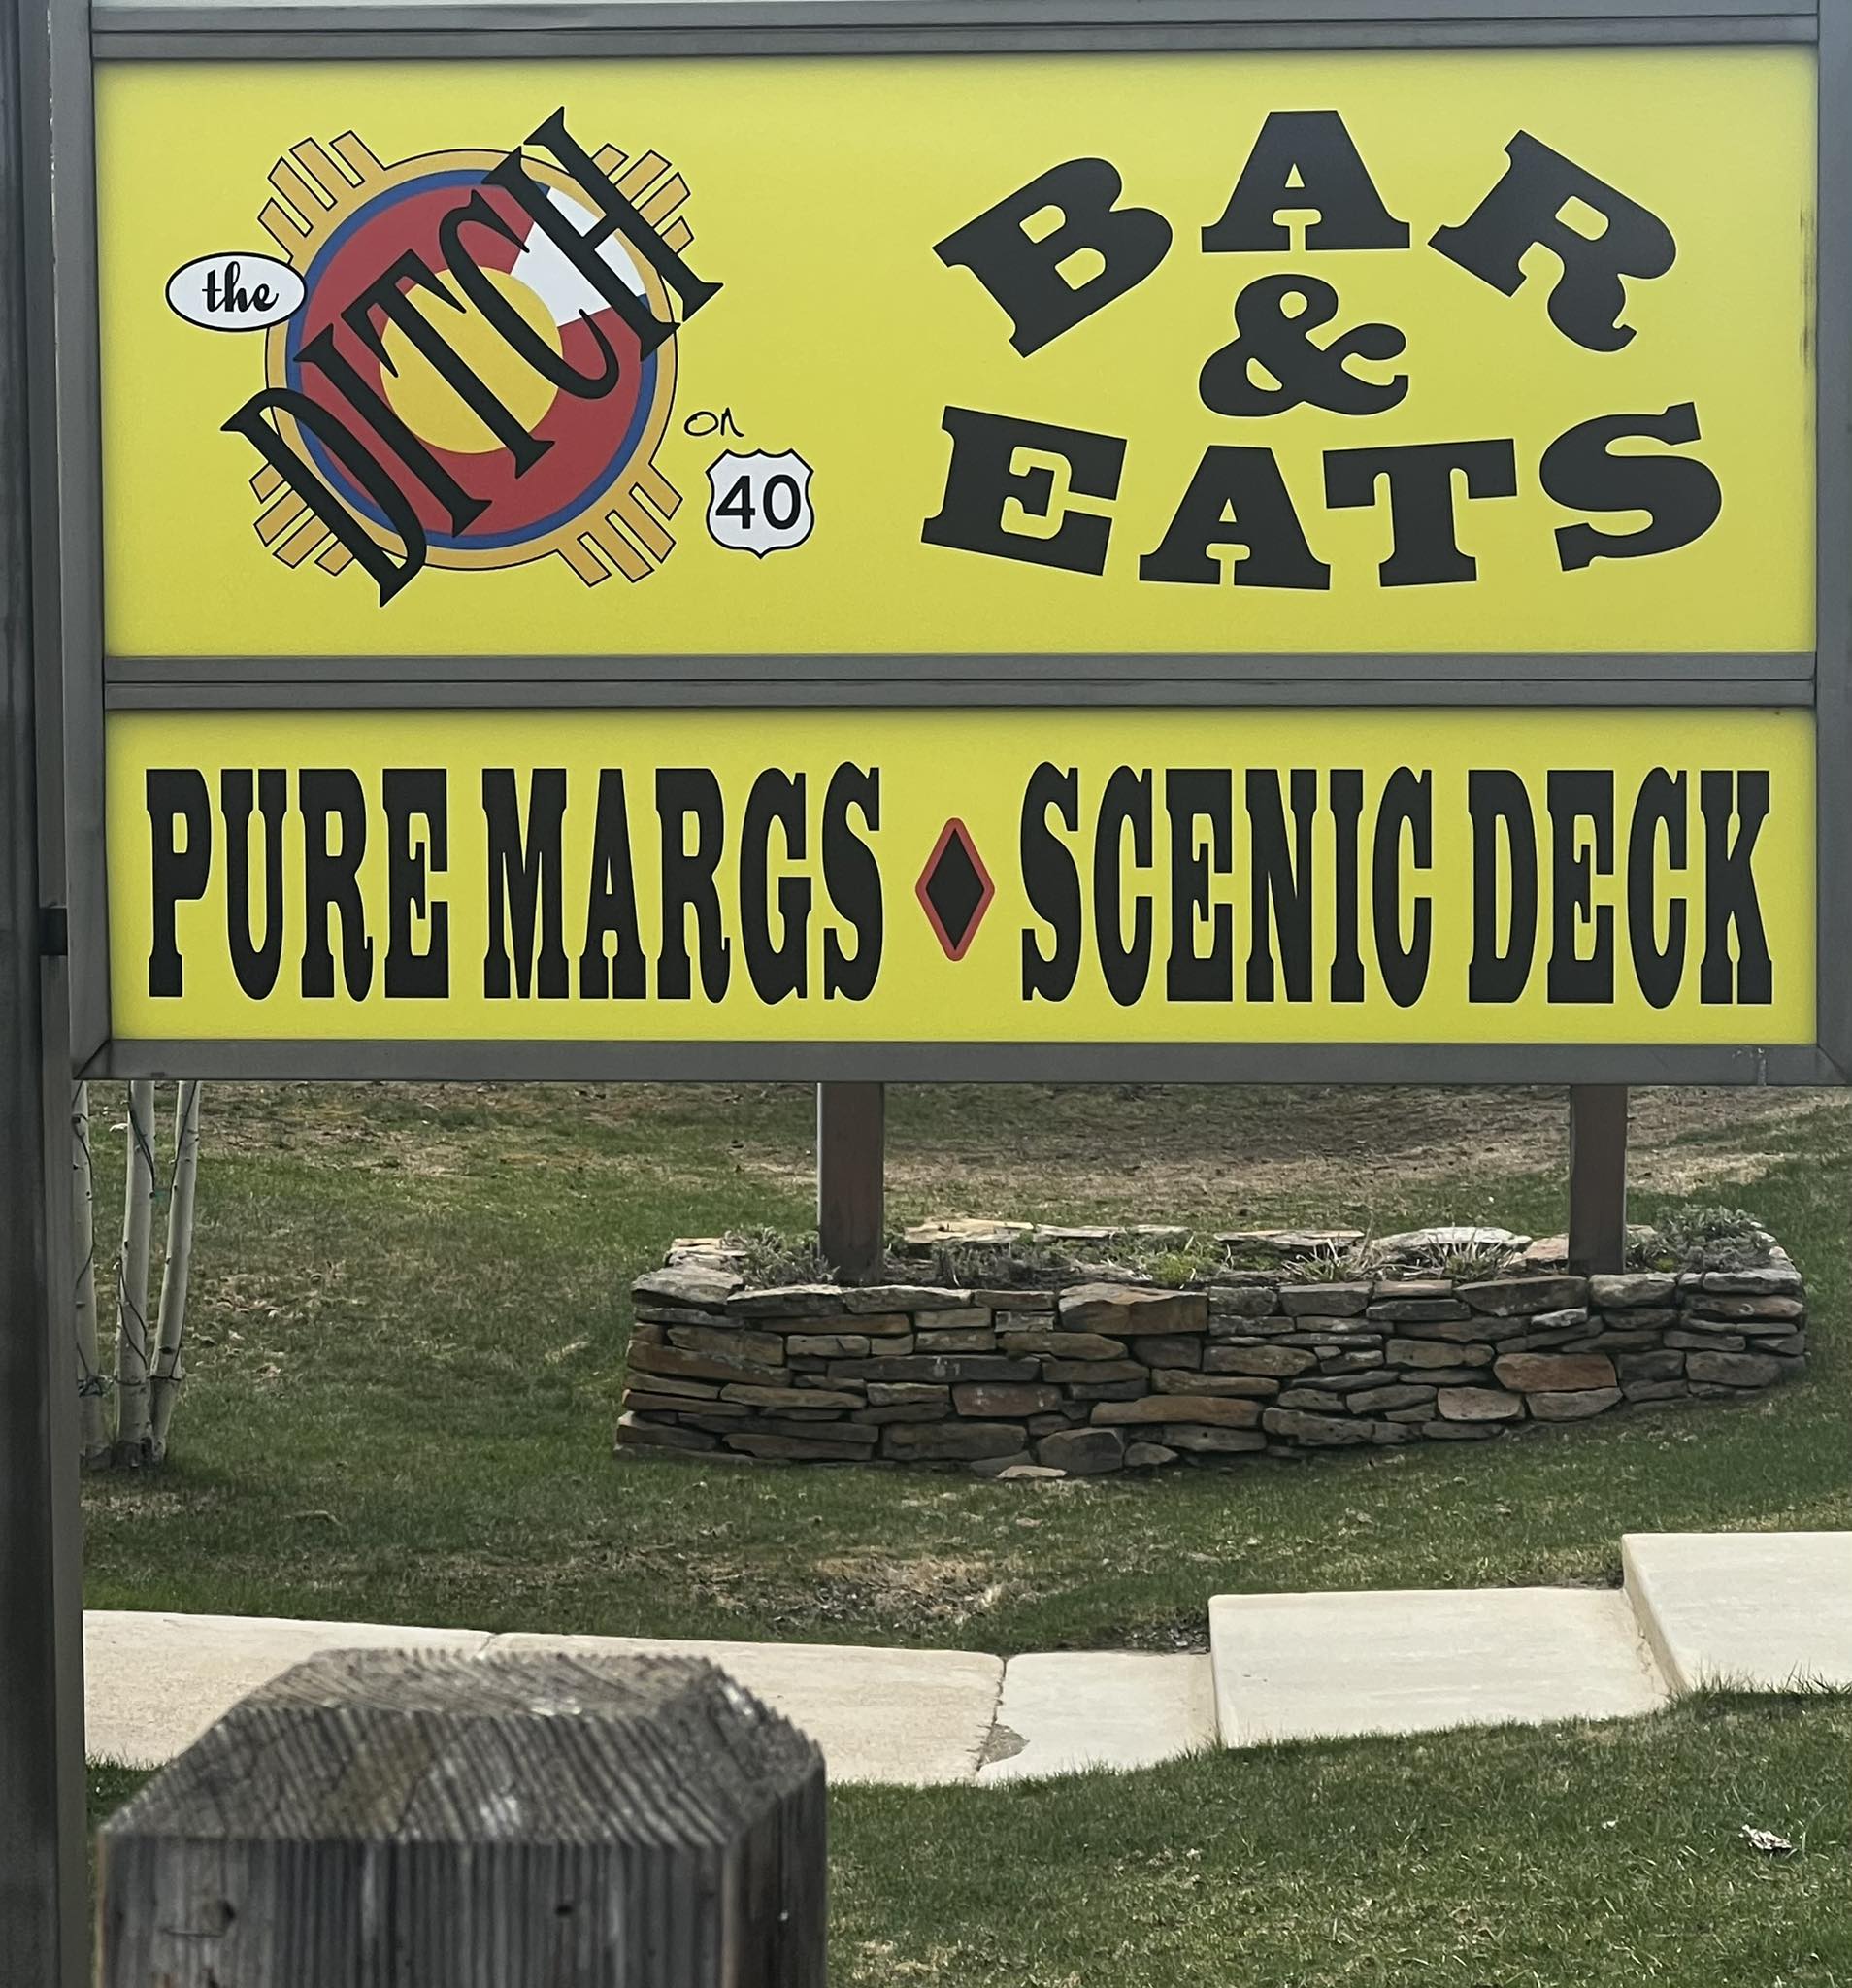 the
DITCH
on
40
BAR
&
EATS
PURE MARGS ♦ SCENIC DECK